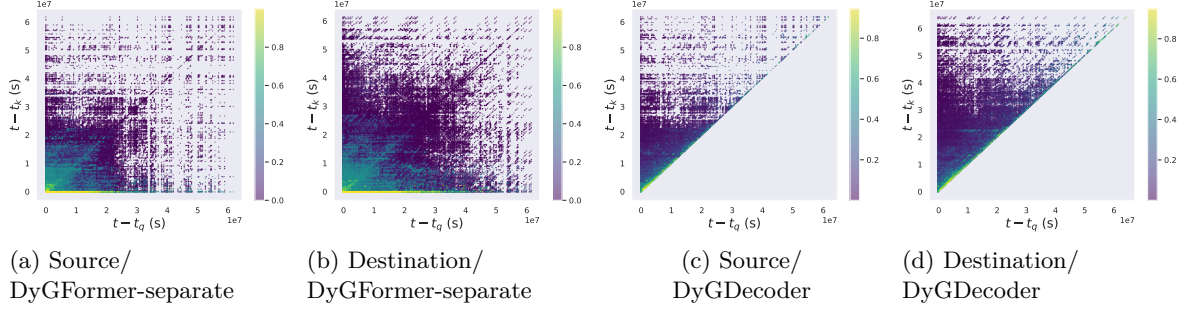 1e7
6
5
4
3
2
1
0
t − t_k (s)
0 1 2 3 4 5 6
1e7
t − t_q (s)
0.8
0.6
0.4
0.2
0.0
(a) Source/
DyGFormer-separate
1e7
6
5
4
3
2
1
0
t − t_k (s)
0 1 2 3 4 5 6
1e7
t − t_q (s)
0.8
0.6
0.4
0.2
0.0
(b) Destination/
DyGFormer-separate
1e7
6
5
4
3
2
1
0
t − t_k (s)
0 1 2 3 4 5 6
1e7
t − t_q (s)
0.8
0.6
0.4
0.2
(c) Source/
DyGDecoder
1e7
6
5
4
3
2
1
0
t − t_k (s)
0 1 2 3 4 5 6
1e7
t − t_q (s)
0.8
0.6
0.4
0.2
(d) Destination/
DyGDecoder